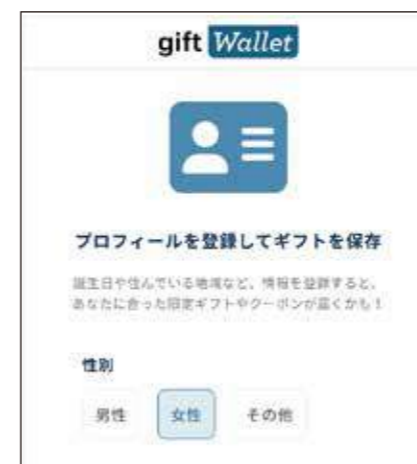 gift Wallet
プロフィールを登録してギフトを保存
誕生日や住んでいる地域など、情報を登録すると、
あなたに合った限定ギフトやクーポンが届くかも！
性別
男性 女性 その他